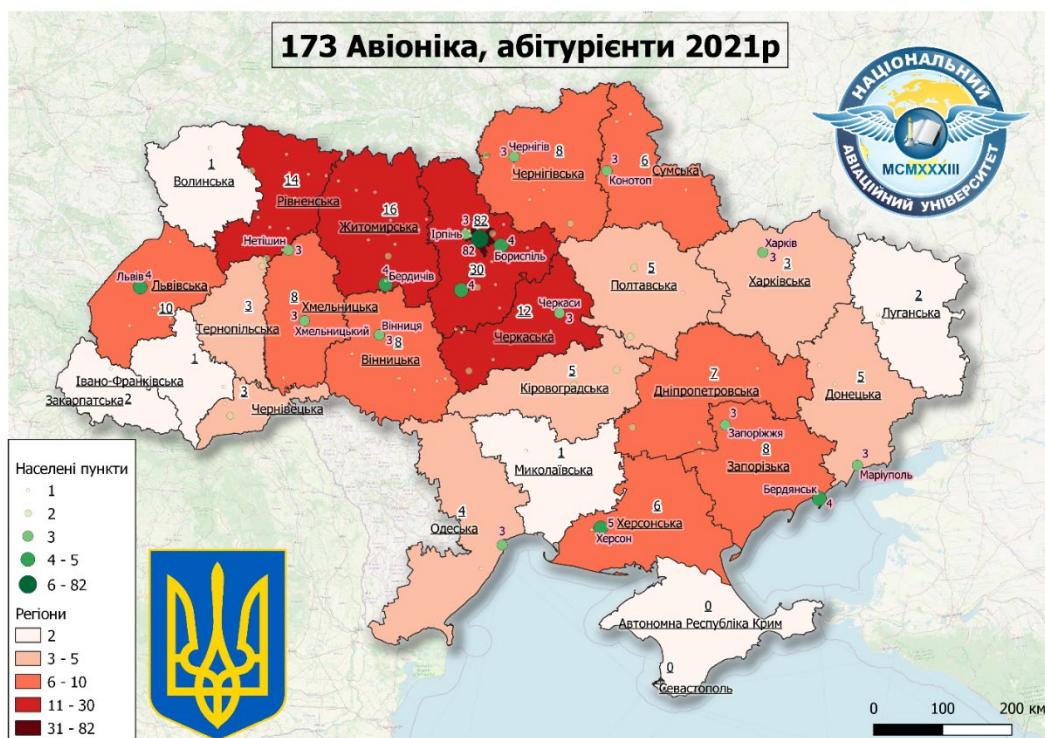 173 Авіоніка, абітурієнти 2021р
НАЦІОНАЛЬНИЙ
АВІАЦІЙНИЙ УНІВЕРСИТЕТ
MCMXXXIII
1
Волинська
14
Рівненська
16
Житомирська
3
Ірпінь
82
82
4
Бориспіль
30
4
3 Чернігів
8
Чернігівська
3
Конотоп
6
Сумська
Нетішин 3
Львів 4
Львівська
10
3
Тернопільська
8
Хмельницька
3
Хмельницький
4
Бердичів
Вінниця
3
8
Вінницька
12
Черкаси
3
Черкаська
5
Полтавська
Харків
3
3
Харківська
2
Луганська
1
Івано-Франківська
Закарпатська 2
3
Чернівецька
5
Кіровоградська
7
Дніпропетровська
5
Донецька
3
Запоріжжя
8
Запорізька
3
Маріуполь
Бердянськ
4
1
Миколаївська
4
Одеська
3
5
Херсон
6
Херсонська
0
Автономна Республіка Крим
0
Севастополь
Населені пункти
1
2
3
4 - 5
6 - 82
Регіони
2
3 - 5
6 - 10
11 - 30
31 - 82
0 100 200 км